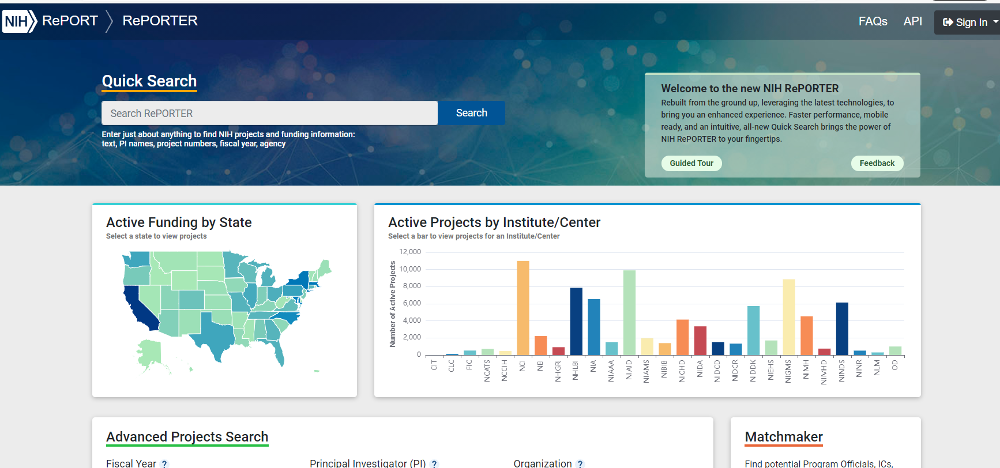 NIH RePORT RePORTER FAQs API Sign In
Quick Search
Search RePORTER Search
Enter just about anything to find NIH projects and funding information:
text, PI names, project numbers, fiscal year, agency
Welcome to the new NIH RePORTER
Rebuilt from the ground up, leveraging the latest technologies, to
bring you an enhanced experience. Faster performance, mobile
ready, and an intuitive, all-new Quick Search brings the power of
NIH RePORTER to your fingertips.
Guided Tour Feedback
Active Funding by State
Select a state to view projects
Active Projects by Institute/Center
Select a bar to view projects for an Institute/Center
Number of Active Projects
12,000
10,000
8,000
6,000
4,000
2,000
0
CIT
CLC
FIC
NCATS
NCCIH
NCI
NEI
NHGRI
NHLBI
NIA
NIAAA
NIAID
NIAMS
NIBIB
NICHD
NIDA
NIDCD
NIDCR
NIDDK
NIEHS
NIGMS
NIMH
NIMHD
NINDS
NINR
NLM
OD
Advanced Projects Search
Fiscal Year ? Principal Investigator (PI) ? Organization ?
Matchmaker
Find potential Program Officials, ICs,